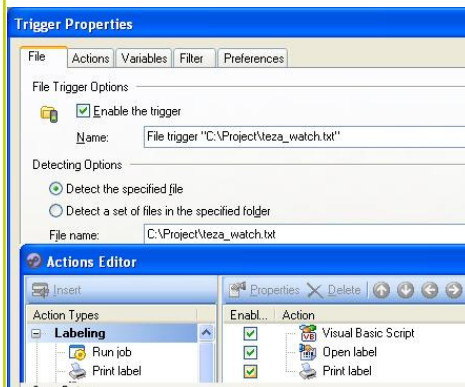 Trigger Properties
File Actions Variables Filter Preferences
File Trigger Options
Enable the trigger
Name: File trigger "C:\Project\teza_watch.txt"
Detecting Options
Detect the specified file
Detect a set of files in the specified folder
File name: C:\Project\teza_watch.txt
Actions Editor
Insert Properties Delete
Action Types Enabl... Action
Labeling Visual Basic Script
Run job Open label
Print label Print label